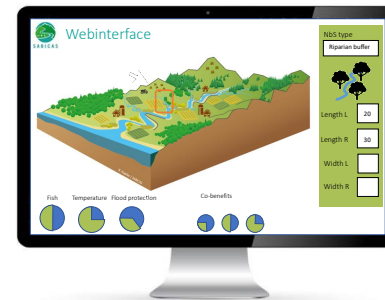 Webinterface
SABICAS
NbS type
Riparian buffer
Length L 20
Length R 30
Width L
Width R
Fish Temperature Flood protection
Co-benefits